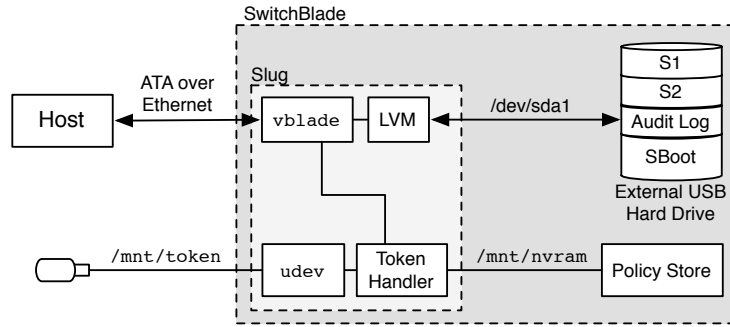 SwitchBlade
Slug
ATA over
Ethernet
Host
vblade
LVM
/dev/sda1
S1
S2
Audit Log
SBoot
External USB
Hard Drive
/mnt/token
udev
Token
Handler
/mnt/nvram
Policy Store